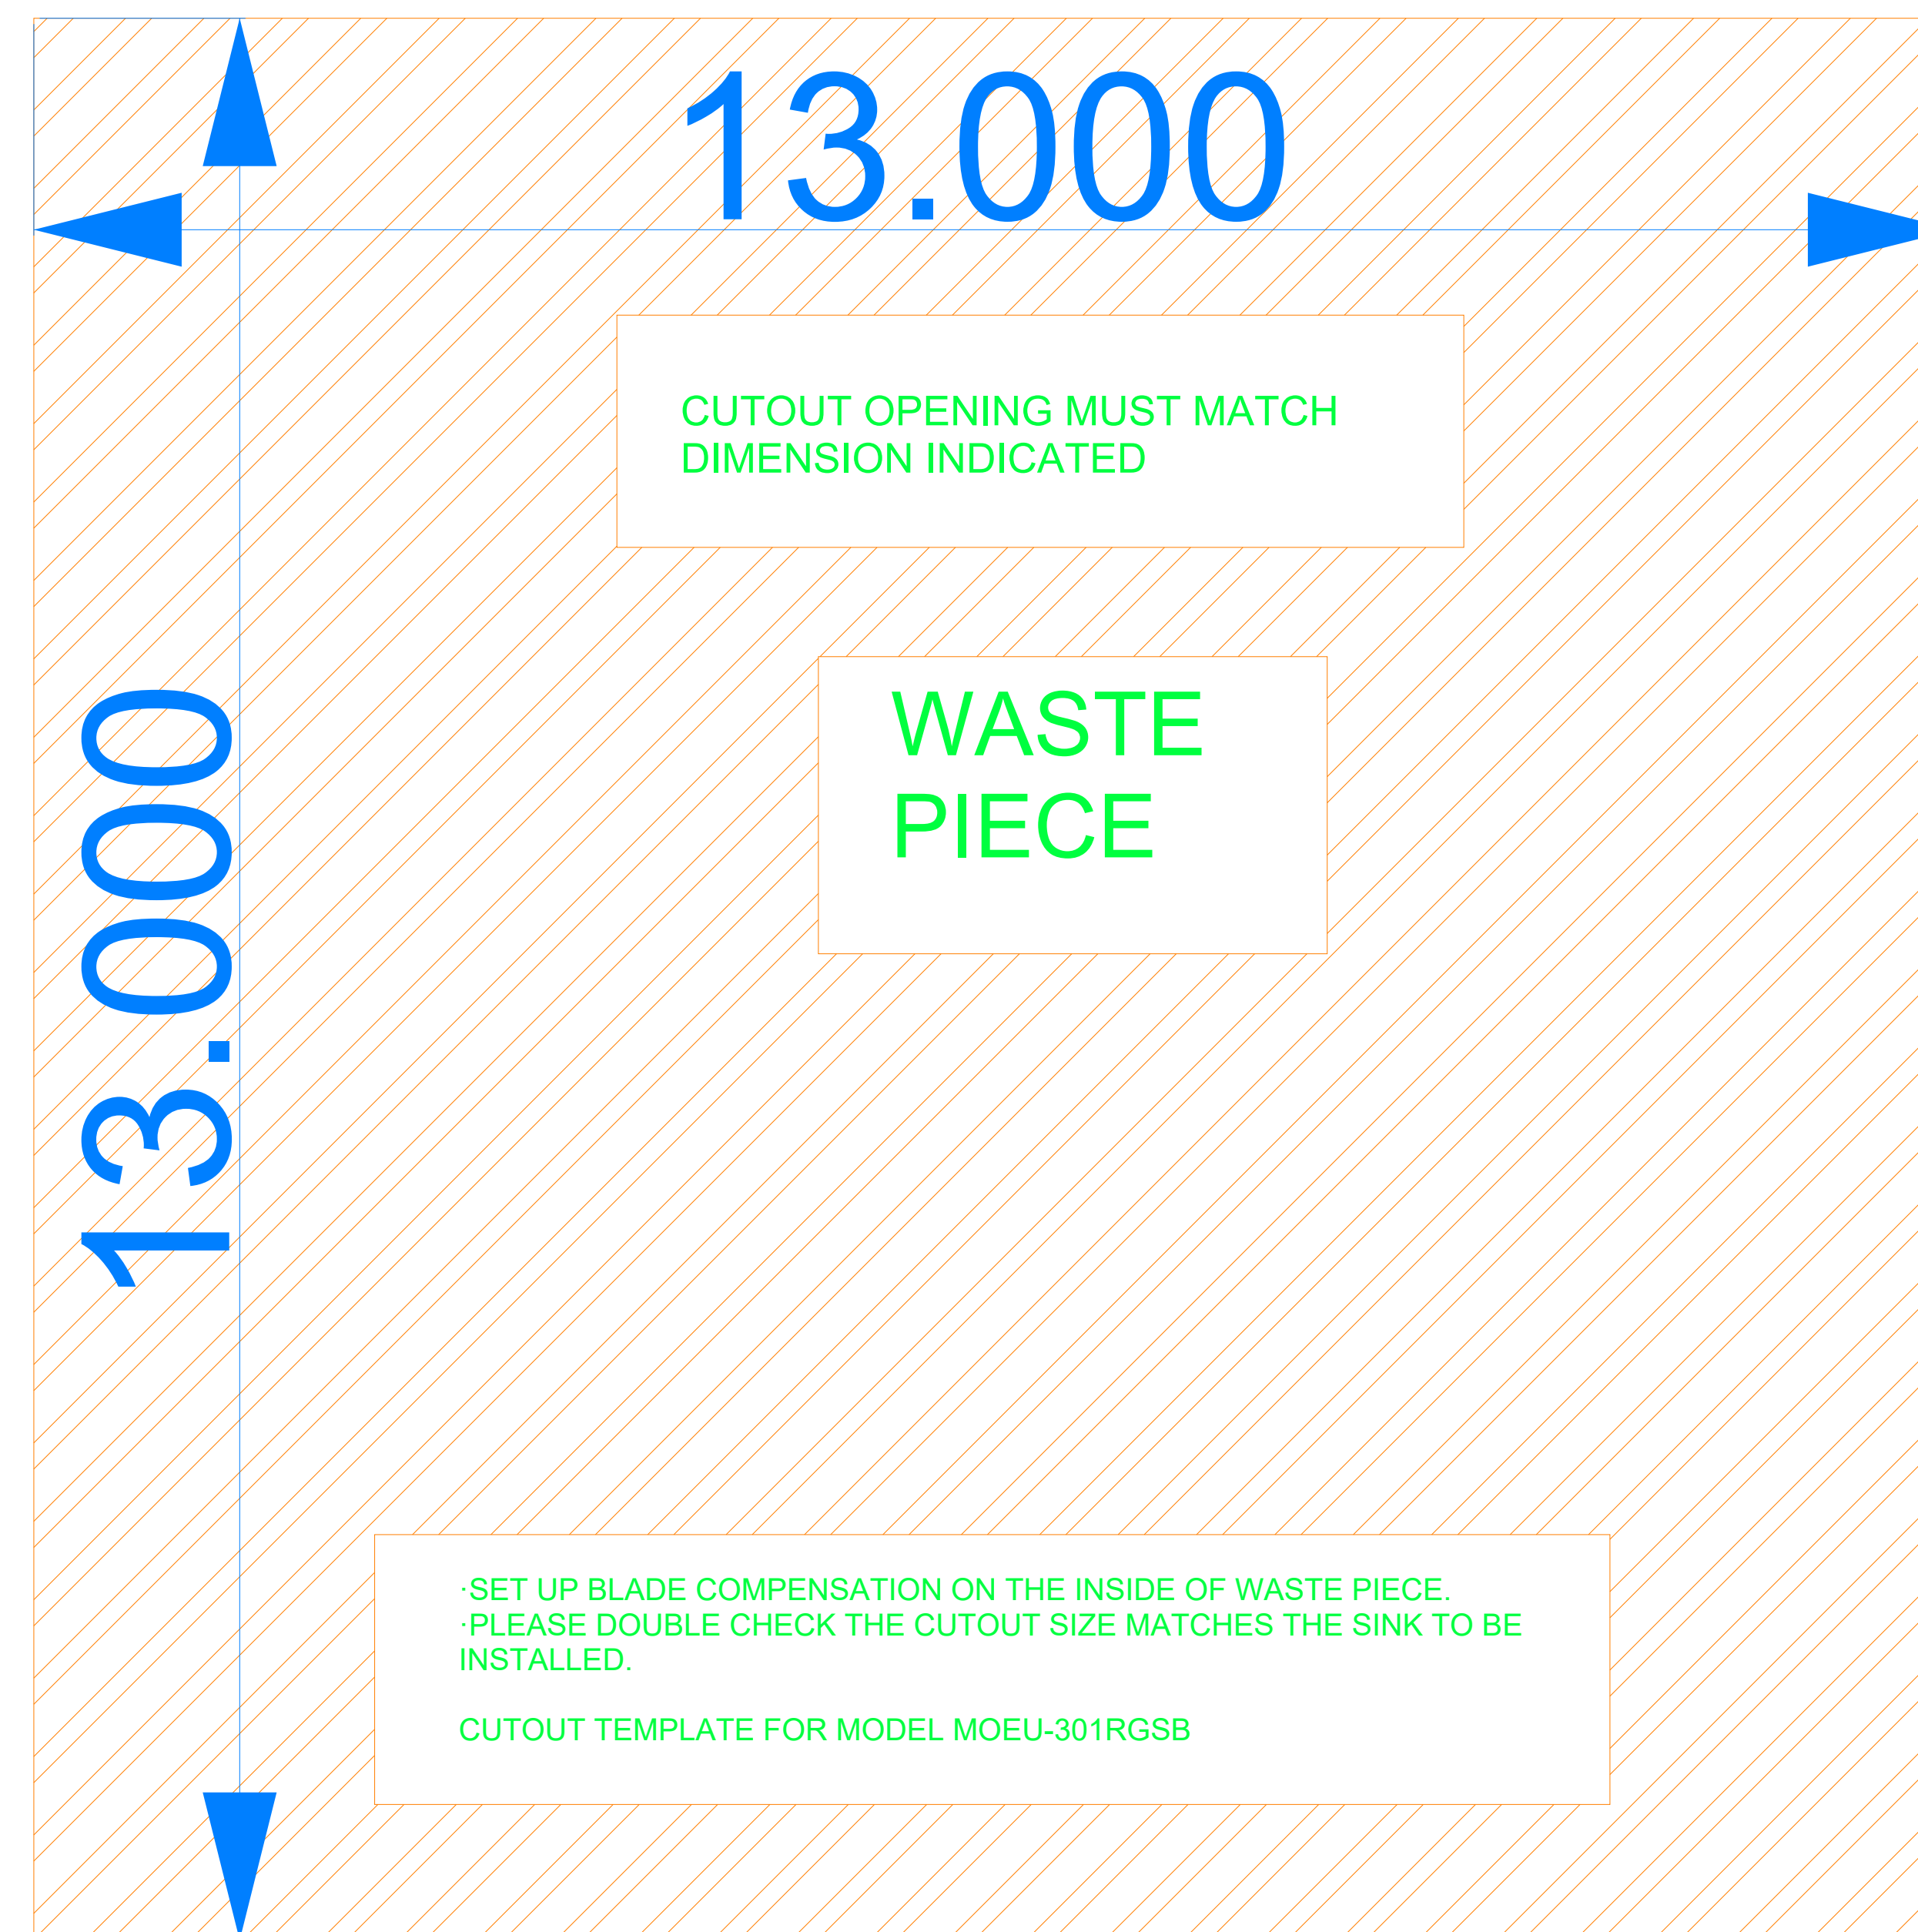 13.000
CUTOUT OPENING MUST MATCH
DIMENSION INDICATED
WASTE
PIECE
13.000
·SET UP BLADE COMPENSATION ON THE INSIDE OF WASTE PIECE.
·PLEASE DOUBLE CHECK THE CUTOUT SIZE MATCHES THE SINK TO BE
INSTALLED.
CUTOUT TEMPLATE FOR MODEL MOEU-301RGSB